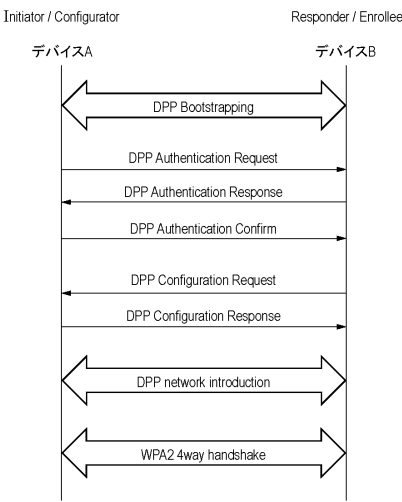 Initiator / Configurator
Responder / Enrollee
デバイスA
デバイスB
DPP Bootstrapping
DPP Authentication Request
DPP Authentication Response
DPP Authentication Confirm
DPP Configuration Request
DPP Configuration Response
DPP network introduction
WPA2 4way handshake